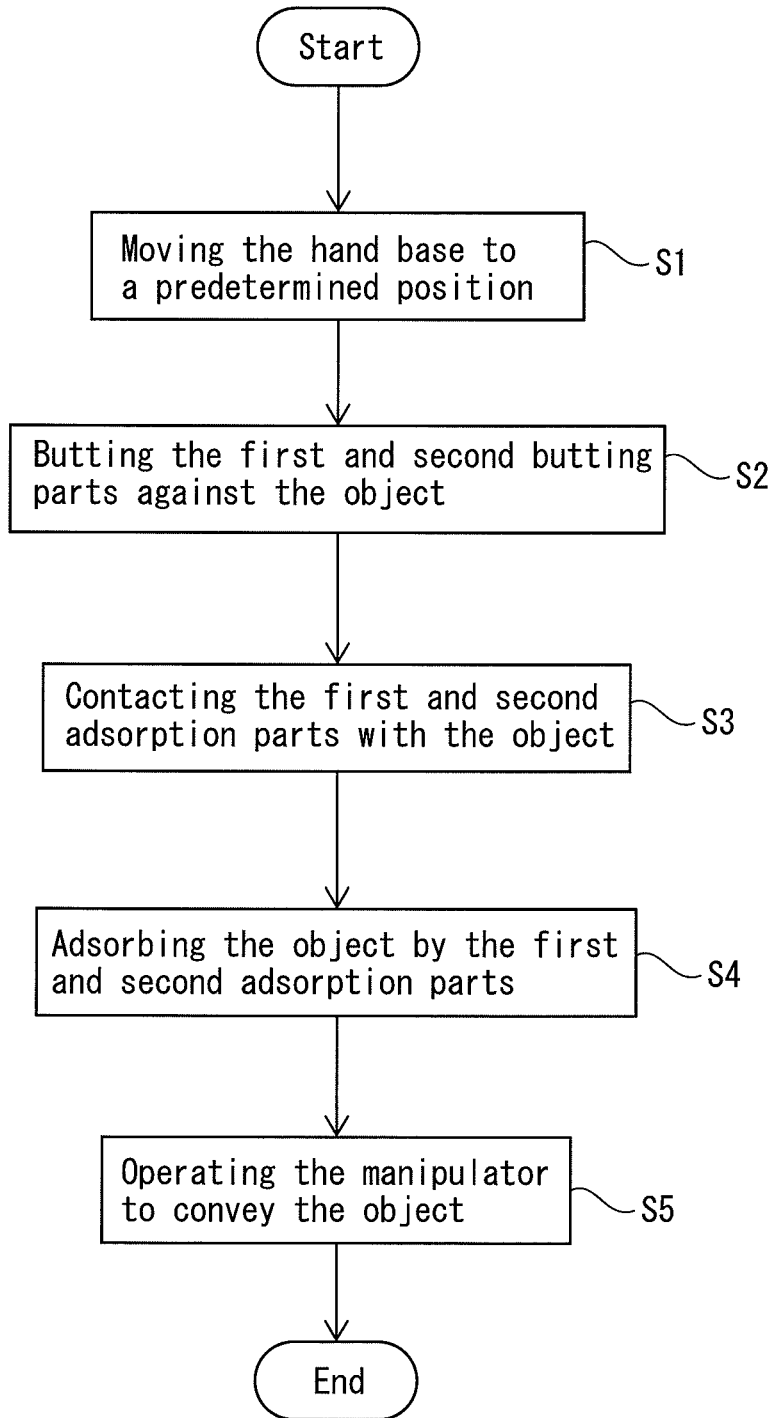 Start
Moving the hand base to
a predetermined position
S1
Butting the first and second butting
parts against the object
S2
Contacting the first and second
adsorption parts with the object
S3
Adsorbing the object by the first
and second adsorption parts
S4
Operating the manipulator
to convey the object
S5
End